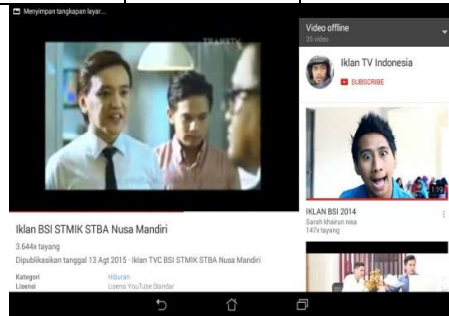 Menyimpan tangkapan layar...
TRANSTV
Iklan BSI STMIK STBA Nusa Mandiri
3.644x tayang
Dipublikasikan tanggal 13 Agt 2015 · Iklan TVC BSI STMIK STBA Nusa Mandiri
Kategori Hiburan
Lisensi Lisensi YouTube Standar
Video offline
35 video
Iklan TV Indonesia
SUBSCRIBE
1:19
IKLAN BSI 2014
Sarah khairun nisa
147x tayang